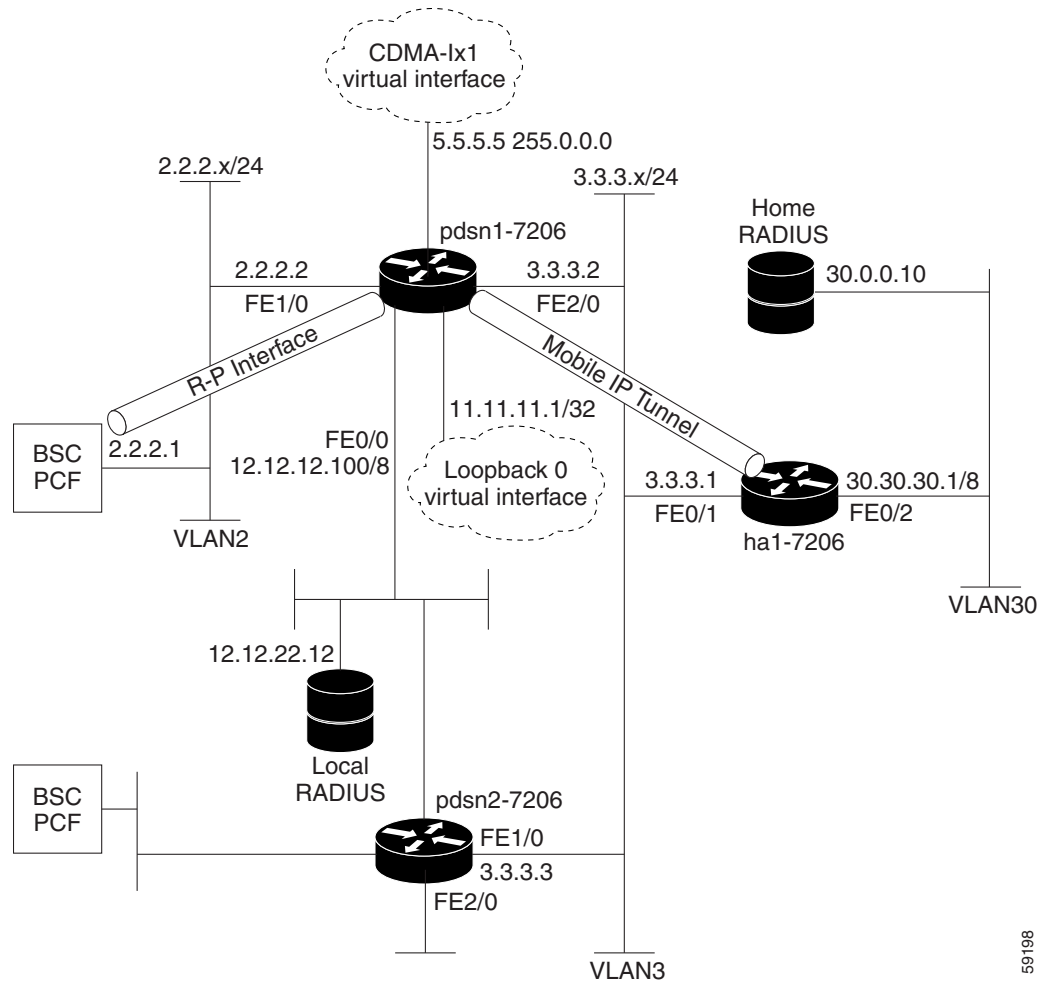 CDMA-Ix1
virtual interface
5.5.5.5 255.0.0.0
2.2.2.x/24
3.3.3.x/24
pdsn1-7206
Home
RADIUS
2.2.2.2
3.3.3.2
30.0.0.10
FE1/0
FE2/0
R-P Interface
Mobile IP Tunnel
11.11.11.1/32
BSC
PCF
2.2.2.1
FE0/0
12.12.12.100/8
Loopback 0
virtual interface
3.3.3.1
30.30.30.1/8
FE0/1
FE0/2
VLAN2
ha1-7206
VLAN30
12.12.22.12
Local
RADIUS
BSC
PCF
pdsn2-7206
FE1/0
3.3.3.3
FE2/0
VLAN3
59198